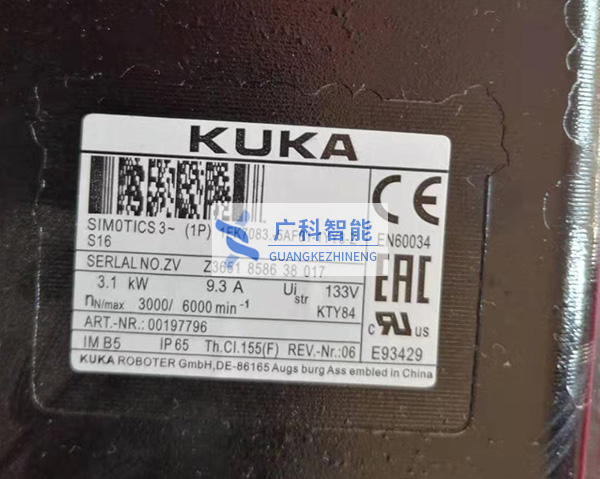 KUKA
SIMOTICS 3~ (1P)
S16
EN60034
广科智能
GUANGKEZHINENG
SERLAL NO.ZV Z3651 8586 38 017
3.1 kW 9.3 A Ui str 133V
KTY84
nN/max 3000/ 6000 min-1
ART.-NR.: 00197796
C US
IM B5 IP 65 Th.Cl.155(F) REV.-Nr.:06 E93429
KUKA ROBOTER GmbH,DE-86165 Augs burg Ass embled in China
CE
EAC